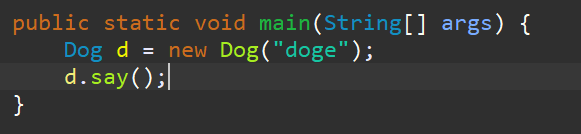 public static void main(String[] args) {
    Dog d = new Dog("doge");
    d.say();
}